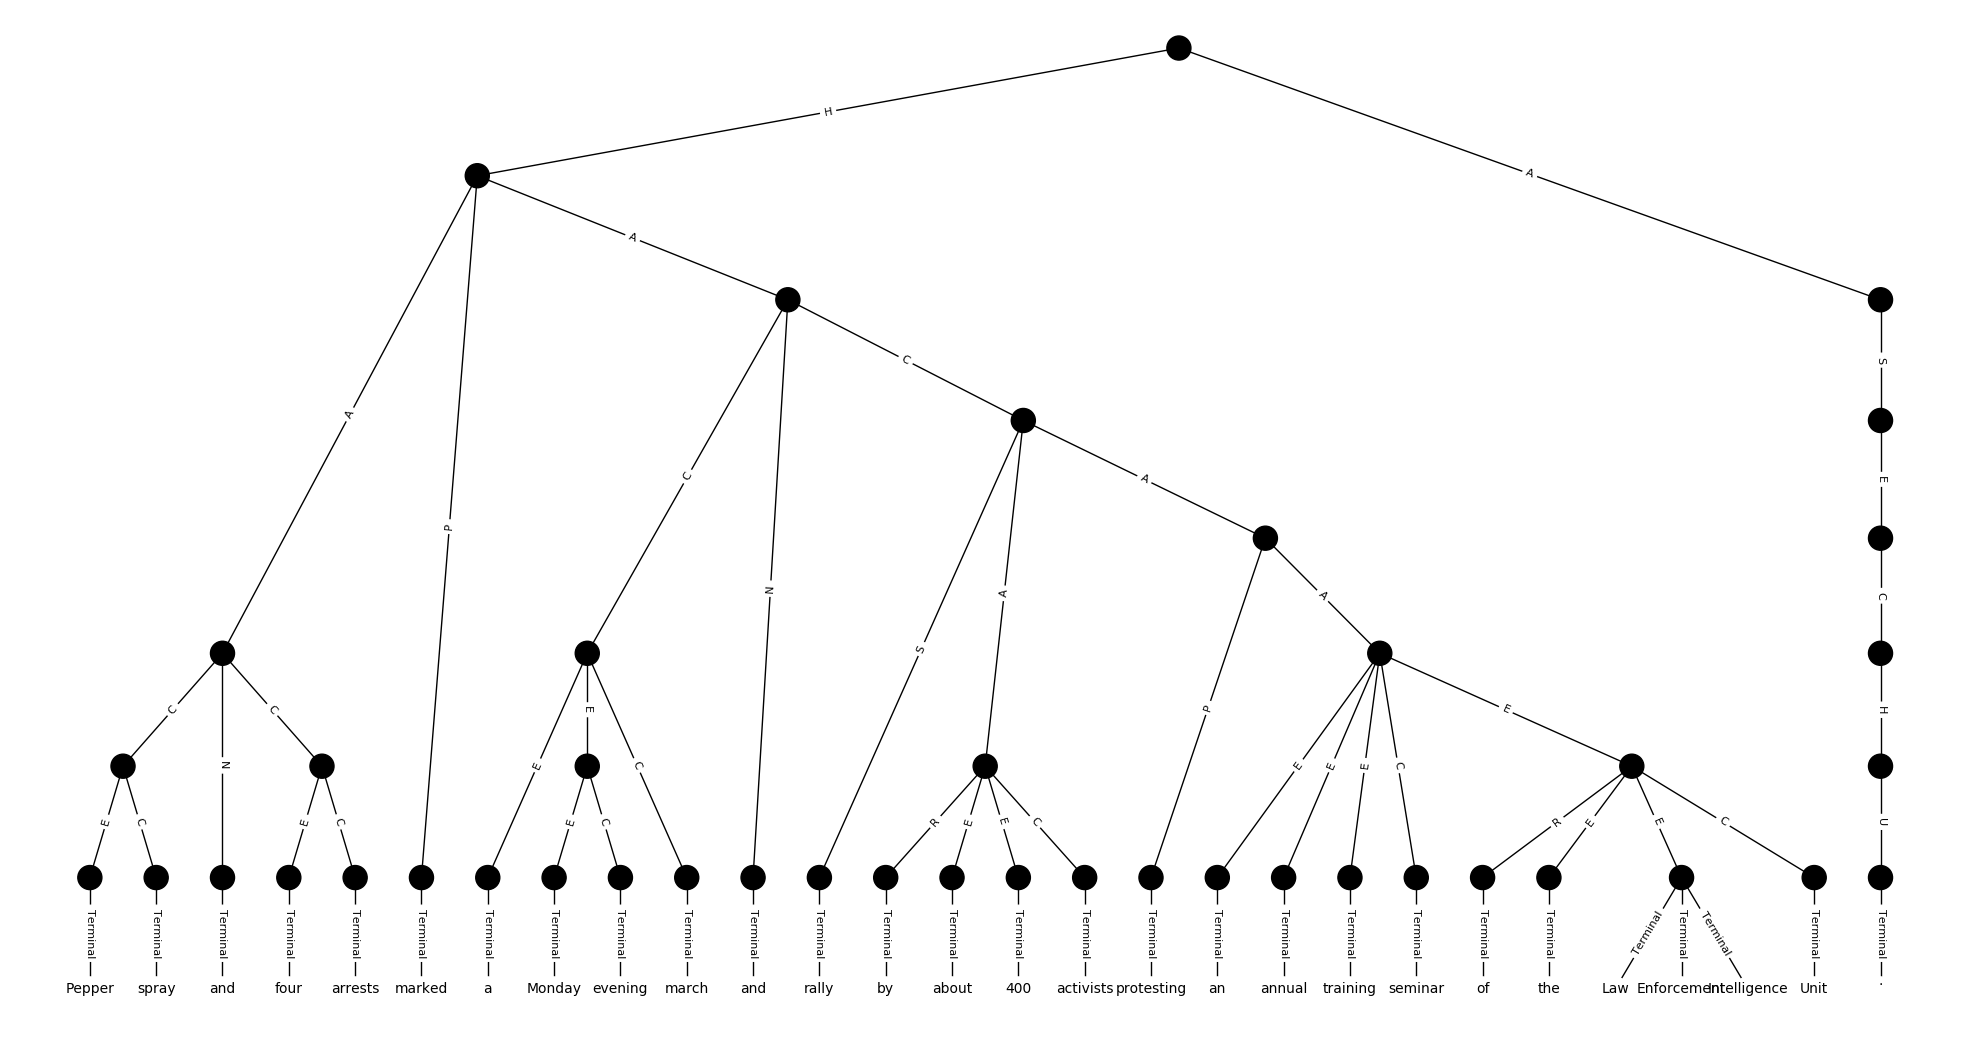 H
A
A
S
C
A
C
P
E
A
C
N
C
A
N
A
S
P
E
H
C
N
C
E
E
C
E
E
E
C
U
E
C
E
C
E
C
R
E
E
C
R
E
E
C
Terminal Terminal Terminal Terminal Terminal Terminal Terminal Terminal Terminal Terminal Terminal Terminal Terminal Terminal Terminal Terminal Terminal Terminal Terminal Terminal Terminal Terminal Terminal Terminal Terminal Terminal Terminal Terminal
Pepper spray and four arrests marked a Monday evening march and rally by about 400 activists protesting an annual training seminar of the Law Enforcement Intelligence Unit .